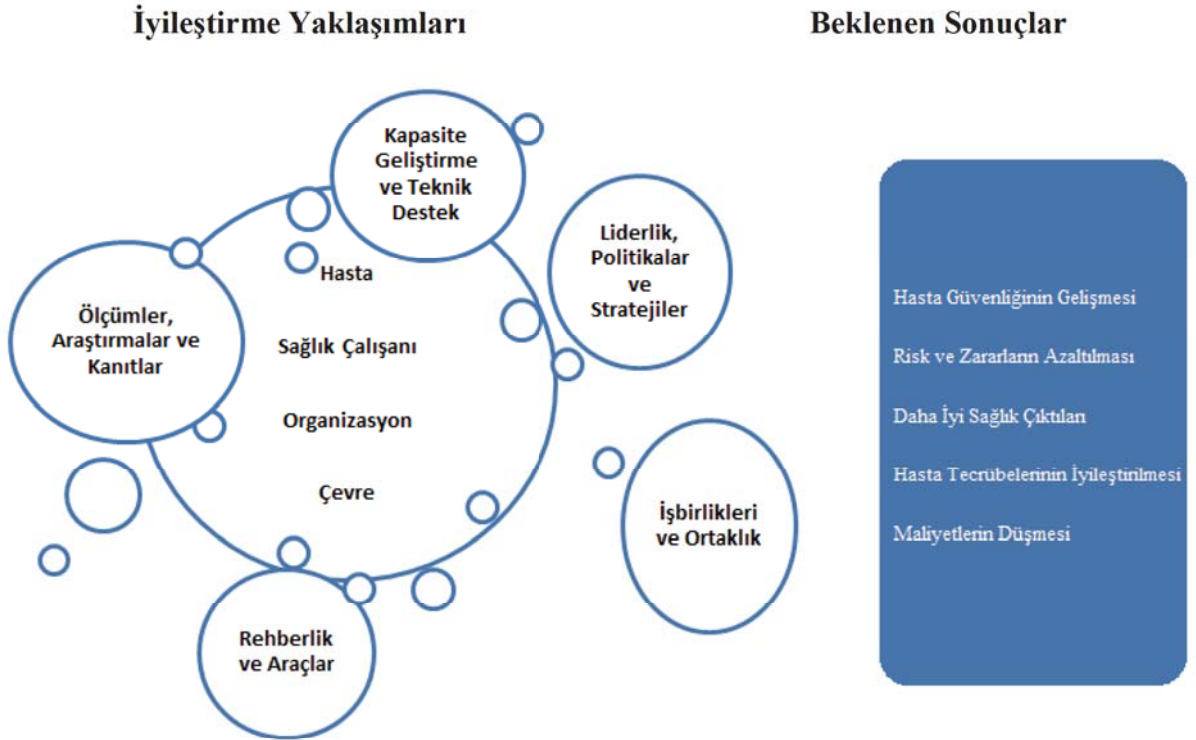 İyileştirme Yaklaşımları
Beklenen Sonuçlar
Kapasite
Geliştirme
ve Teknik
Destek
Liderlik,
Politikalar
ve
Stratejiler
Ölçümler,
Araştırmalar ve
Kanıtlar
Hasta
Sağlık Çalışanı
Organizasyon
Çevre
İşbirlikleri
ve Ortaklık
Rehberlik
ve Araçlar
Hasta Güvenliğinin Gelişmesi
Risk ve Zararların Azaltılması
Daha İyi Sağlık Çıktıları
Hasta Tecrübelerinin İyileştirilmesi
Maliyetlerin Düşmesi